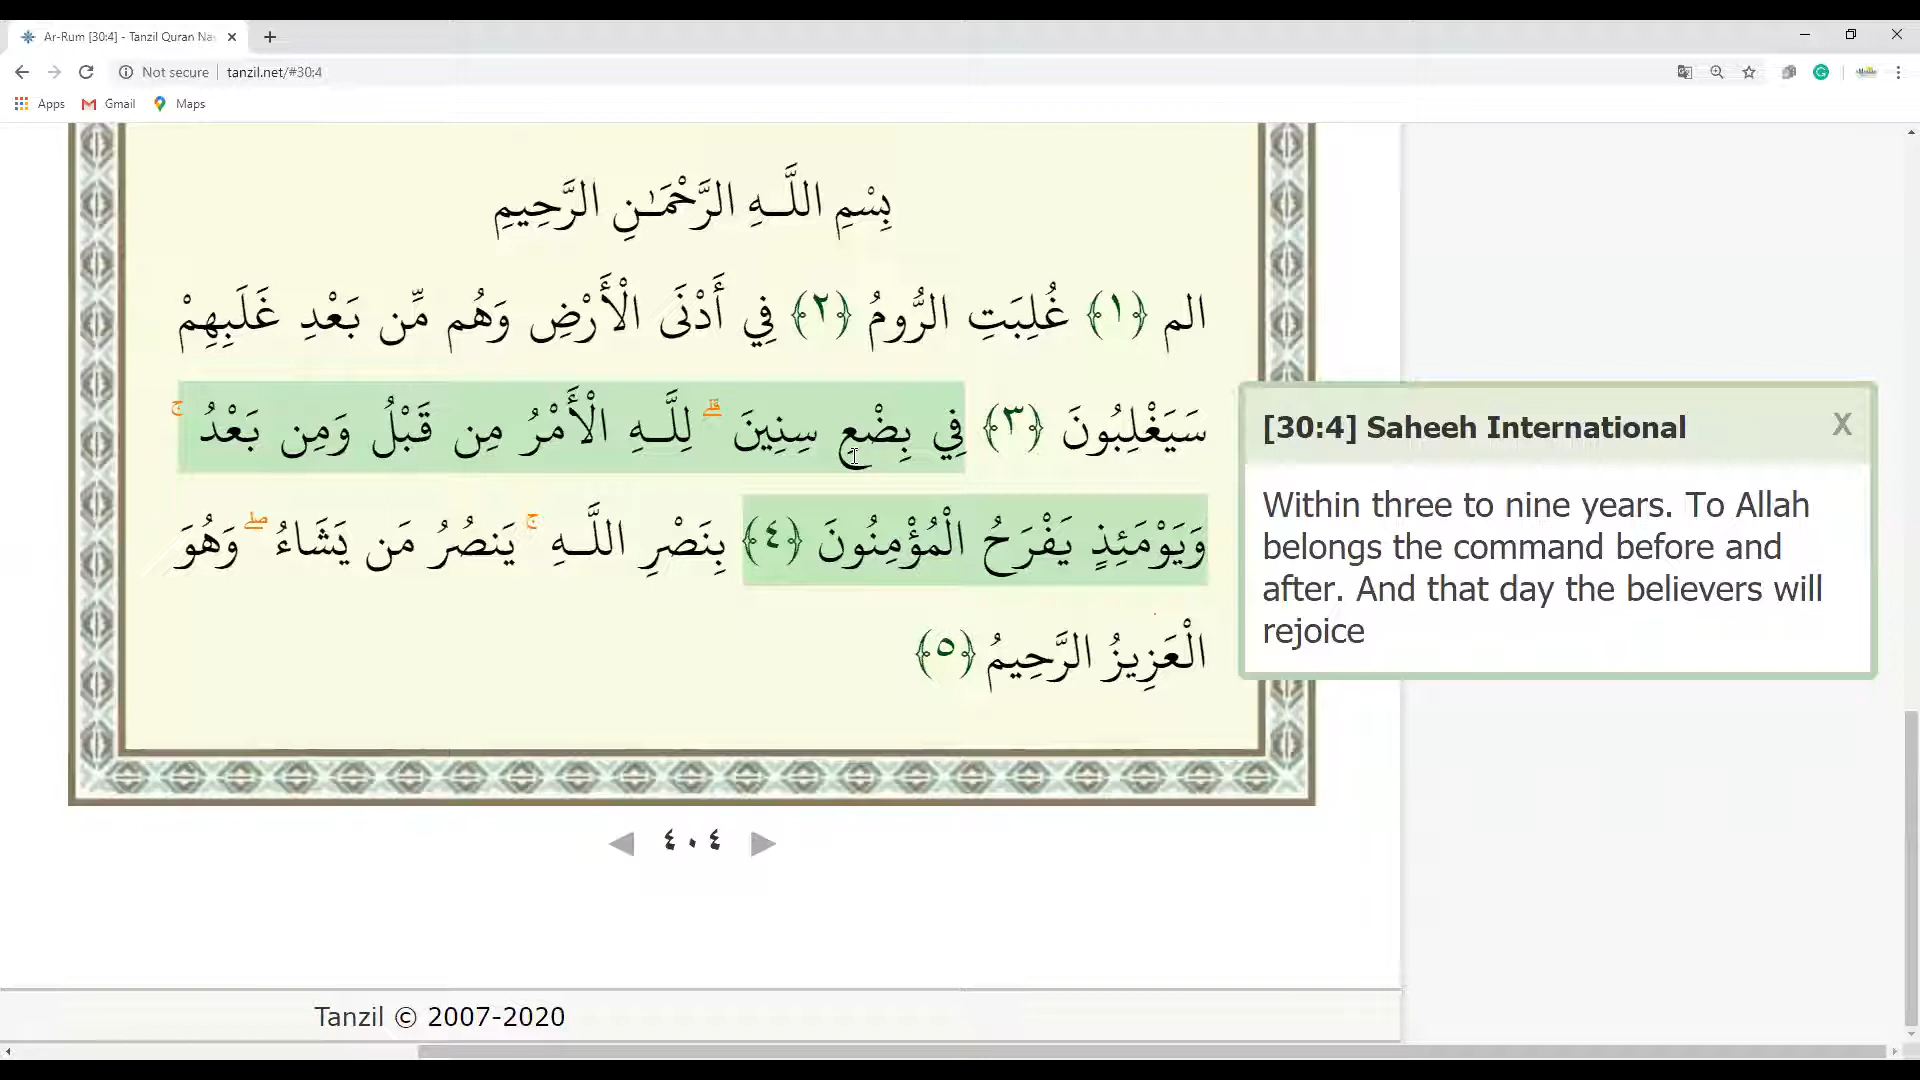 Ar-Rum [30:4] - Tanzil Quran Na
Not secure
tanzil.net/#30:4
Apps Gmail Maps
بِسْمِ اللَّـهِ الرَّحْمَـٰنِ الرَّحِيمِ
الم ﴿١﴾ غُلِبَتِ الرُّومُ ﴿٢﴾ فِي أَدْنَى الْأَرْضِ وَهُم مِّن بَعْدِ غَلَبِهِمْ
سَيَغْلِبُونَ ﴿٣﴾ فِي بِضْعِ سِنِينَ ۗ لِلَّـهِ الْأَمْرُ مِن قَبْلُ وَمِن بَعْدُ ۚ
وَيَوْمَئِذٍ يَفْرَحُ الْمُؤْمِنُونَ ﴿٤﴾ بِنَصْرِ اللَّـهِ ۚ يَنصُرُ مَن يَشَاءُ ۖ وَهُوَ
الْعَزِيزُ الرَّحِيمُ ﴿٥﴾
[30:4] Saheeh International X
Within three to nine years. To Allah
belongs the command before and
after. And that day the believers will
rejoice
٤٠٤
Tanzil © 2007-2020